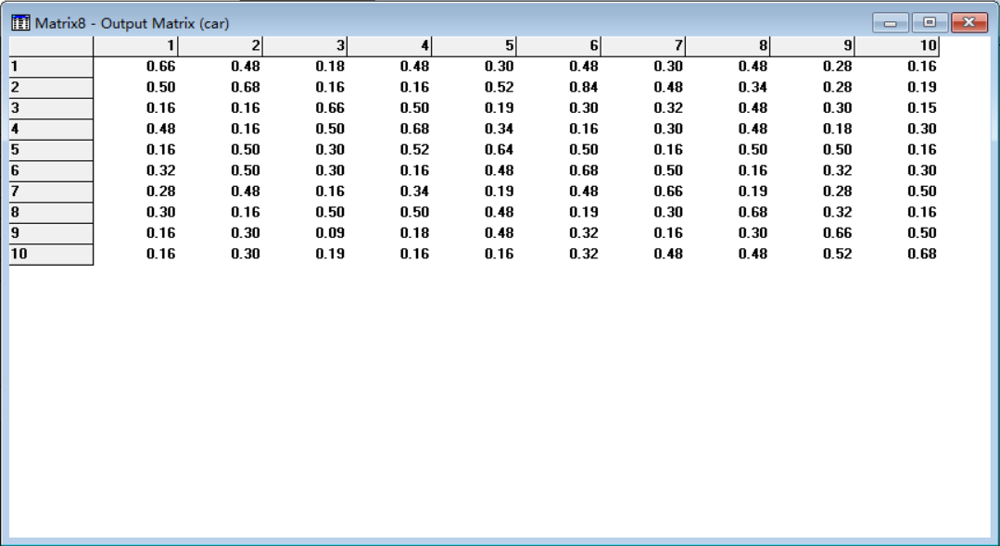 Matrix8 - Output Matrix (car)
1 2 3 4 5 6 7 8 9 10
1 0.66 0.48 0.18 0.48 0.30 0.48 0.30 0.48 0.28 0.16
2 0.50 0.68 0.16 0.16 0.52 0.84 0.48 0.34 0.28 0.19
3 0.16 0.16 0.66 0.50 0.19 0.30 0.32 0.48 0.30 0.15
4 0.48 0.16 0.50 0.68 0.34 0.16 0.30 0.48 0.18 0.30
5 0.16 0.50 0.30 0.52 0.64 0.50 0.16 0.50 0.50 0.16
6 0.32 0.50 0.30 0.16 0.48 0.68 0.50 0.16 0.32 0.30
7 0.28 0.48 0.16 0.34 0.19 0.48 0.66 0.19 0.28 0.50
8 0.30 0.16 0.50 0.50 0.48 0.19 0.30 0.68 0.32 0.16
9 0.16 0.30 0.09 0.18 0.48 0.32 0.16 0.30 0.66 0.50
10 0.16 0.30 0.19 0.16 0.16 0.32 0.48 0.48 0.52 0.68